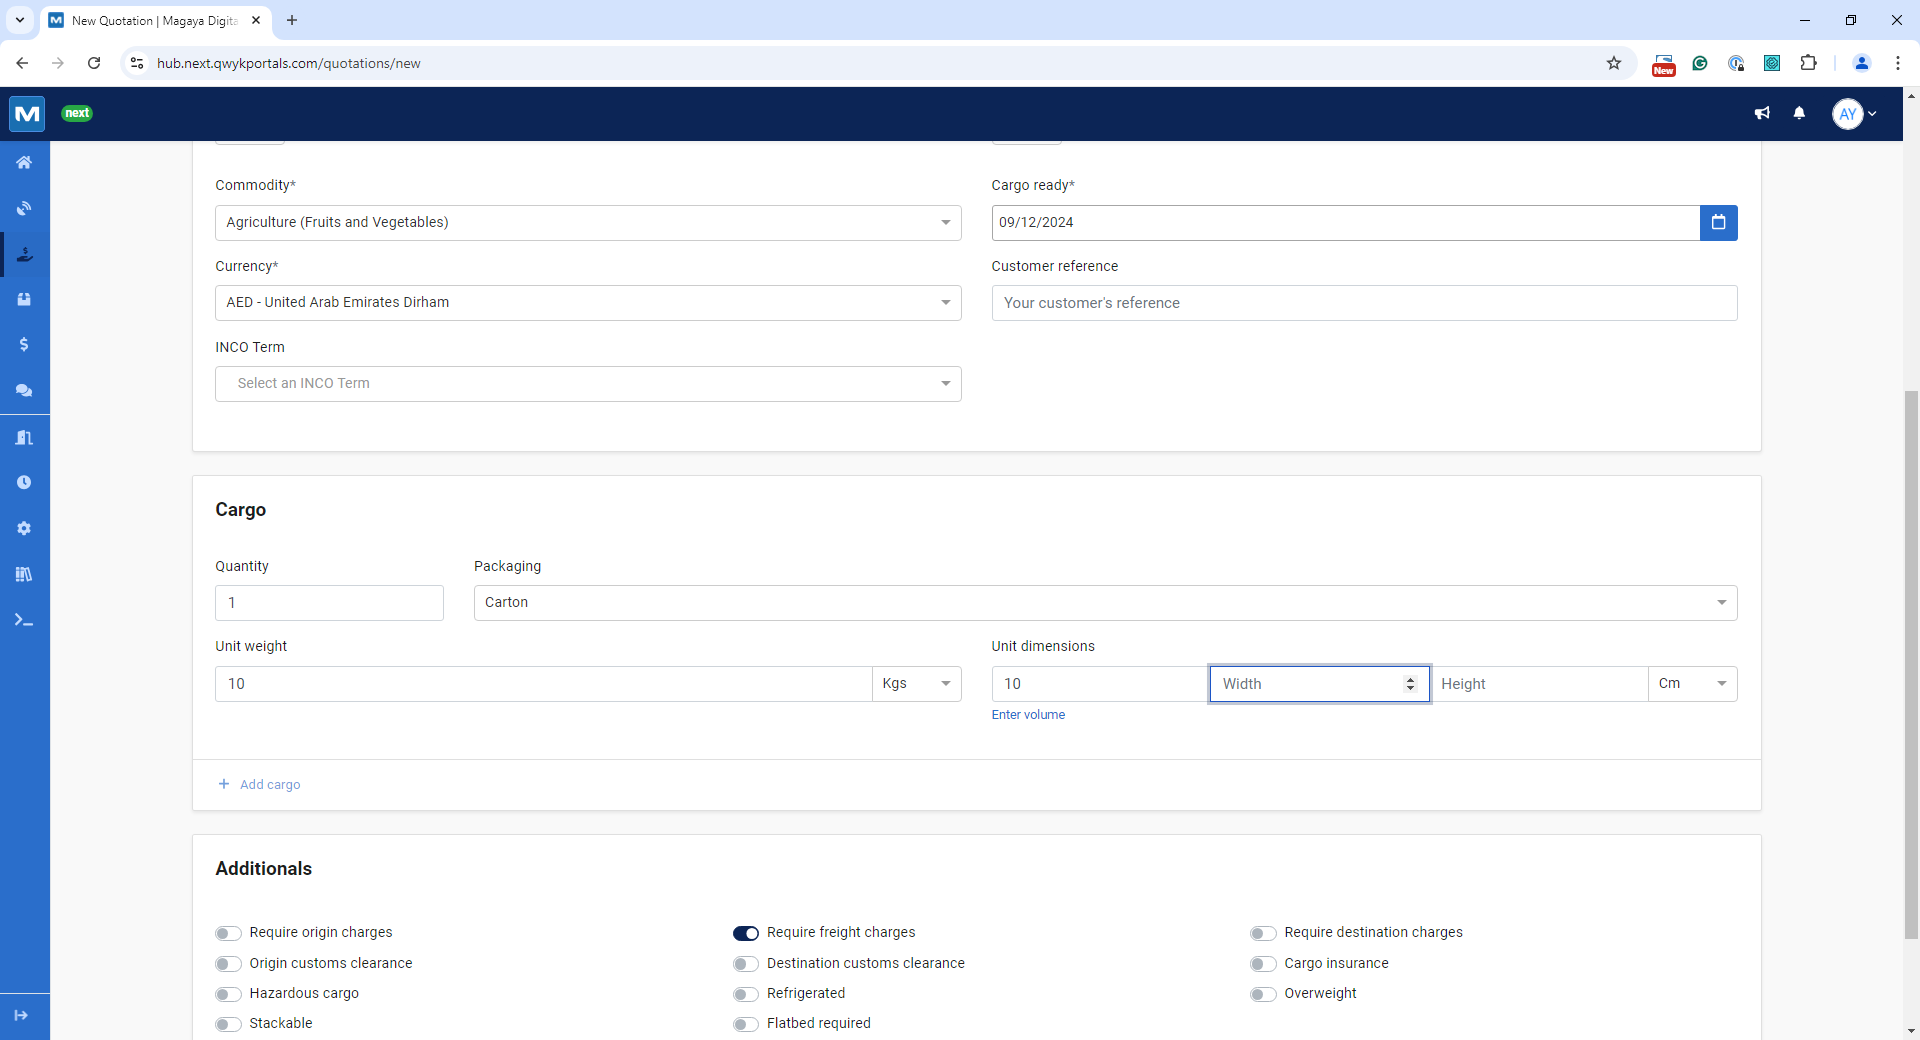 New Quotation | Magaya Digita
hub.next.qwykportals.com/quotations/new
New
M
next
AY
Commodity*
Cargo ready*
Agriculture (Fruits and Vegetables)
09/12/2024
Currency*
Customer reference
AED - United Arab Emirates Dirham
Your customer's reference
INCO Term
Select an INCO Term
Cargo
Quantity
Packaging
1
Carton
Unit weight
Unit dimensions
10
Kgs
10
Width
Height
Cm
Enter volume
+ Add cargo
Additionals
Require origin charges
Require freight charges
Require destination charges
Origin customs clearance
Destination customs clearance
Cargo insurance
Hazardous cargo
Refrigerated
Overweight
Stackable
Flatbed required